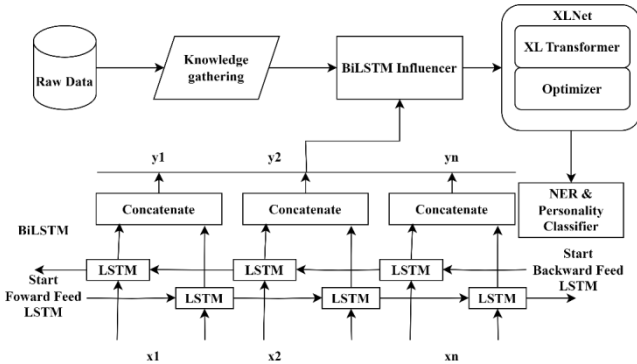 XLNet
Raw Data
Knowledge
gathering
BiLSTM Influencer
XL Transformer
Optimizer
y1
y2
yn
Concatenate
Concatenate
Concatenate
NER &
Personality
Classifier
BiLSTM
LSTM
LSTM
LSTM
Start
Foward Feed
LSTM
Start
Backward Feed
LSTM
LSTM
LSTM
LSTM
x1
x2
xn